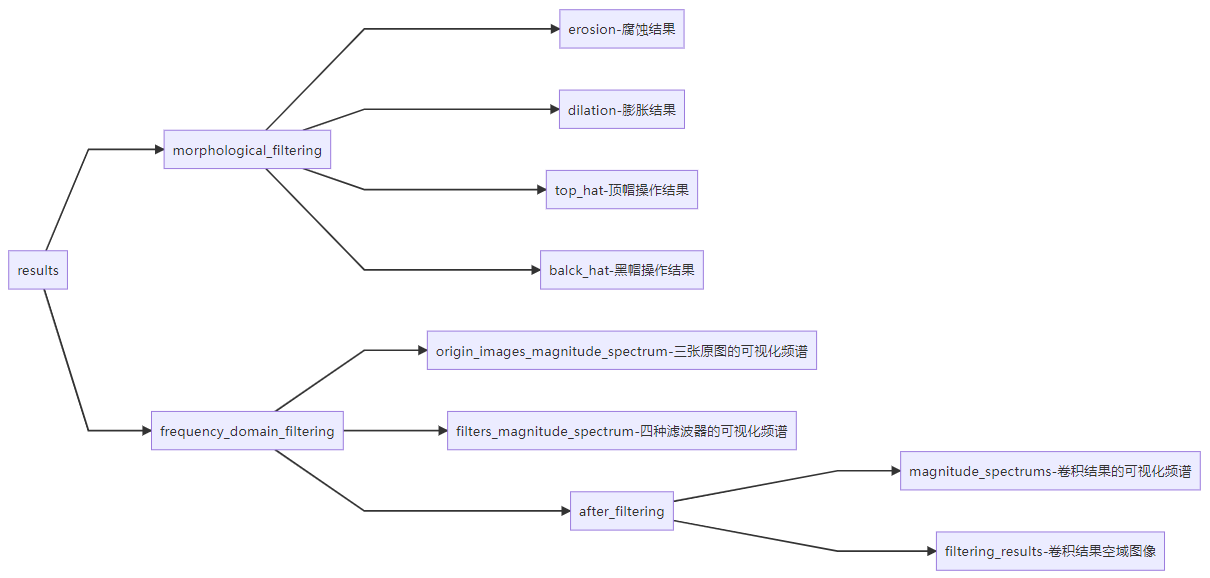 erosion-腐蚀结果
dilation-膨胀结果
morphological_filtering
top_hat-顶帽操作结果
results
balck_hat-黑帽操作结果
origin_images_magnitude_spectrum-三张原图的可视化频谱
frequency_domain_filtering
filters_magnitude_spectrum-四种滤波器的可视化频谱
magnitude_spectrums-卷积结果的可视化频谱
after_filtering
filtering_results-卷积结果空域图像